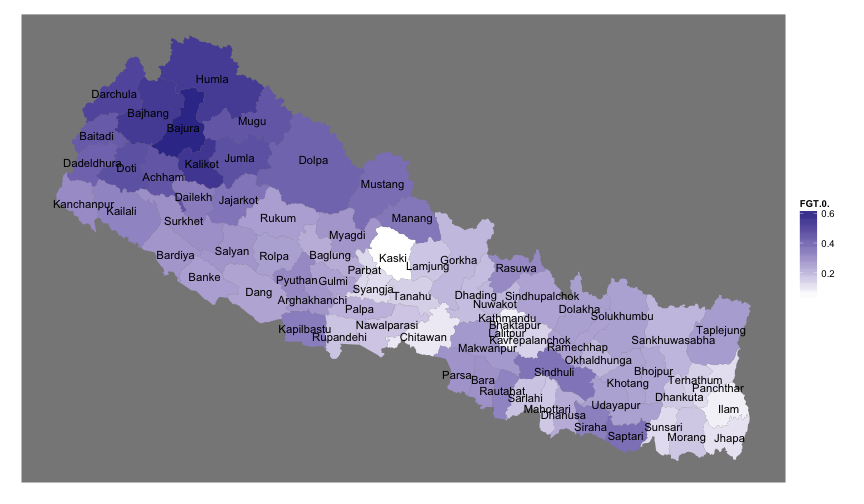 Humla
Darchula
Bajhang
Mugu
Bajura
Baitadi
Dadeldhura
Doti
Kalikot
Jumla
Dolpa
Achham
Mustang
Dailekh
Jajarkot
Kanchanpur
Kailali
Surkhet
Rukum
Manang
Myagdi
Bardiya
Salyan
Rolpa
Baglung
Kaski
Gorkha
Lamjung
Parbat
Rasuwa
Banke
Dang
Pyuthan
Gulmi
Syangja
Tanahu
Dhading
Sindhupalchok
Arghakhanchi
Nuwakot
Palpa
Dolakha
Solukhumbu
Kathmandu
Bhaktapur
Kapilbastu
Nawalparasi
Rupandehi
Chitawan
Lalitpur
Kavrepalanchok
Taplejung
Sankhuwasabha
Makwanpur
Ramechhap
Okhaldhunga
Parsa
Bara
Sindhuli
Bhojpur
Khotang
Terhathum
Panchthar
Rautahat
Sarlahi
Dhankuta
Mahottari
Dhanusa
Udayapur
Ilam
Siraha
Saptari
Sunsari
Morang
Jhapa
FGT.0.
0.6
0.4
0.2